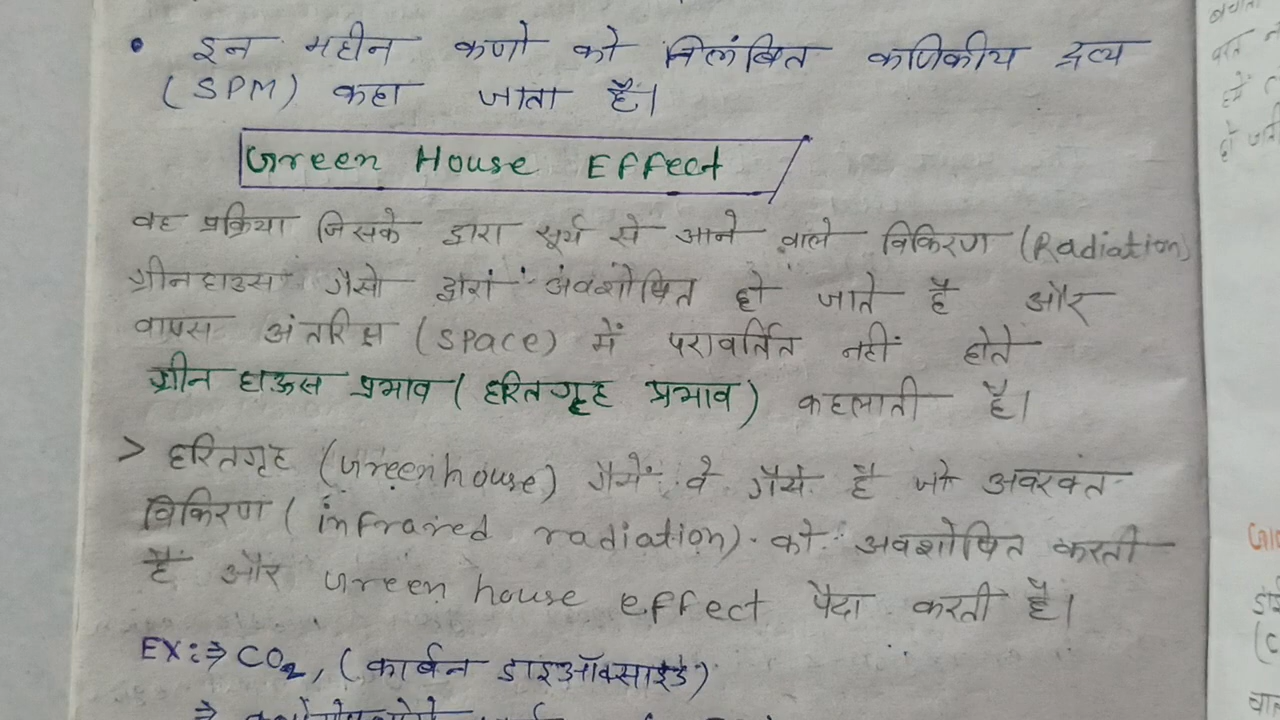 • इन महीन कणो को निलंबित कणिकीय द्रव्य
(SPM) कहा जाता है।
Green House Effect
वह प्रक्रिया जिसके द्वारा सूर्य से आने वाले विकिरण (Radiation)
ग्रीनहाउस गैसो द्वारा अवशोषित हो जाते है और
वापस अंतरिक्ष (space) में परावर्तित नहीं होते
ग्रीन हाऊस प्रभाव (हरितगृह प्रभाव) कहलाती है।
> हरितगृह (Greenhouse) गैसें वे गैसें है जो अवरक्त
विकिरण (infrared radiation) को अवशोषित करती
है और Green house effect पैदा करती है।
EX:⇒ CO2, (कार्बन डाइऑक्साइड)